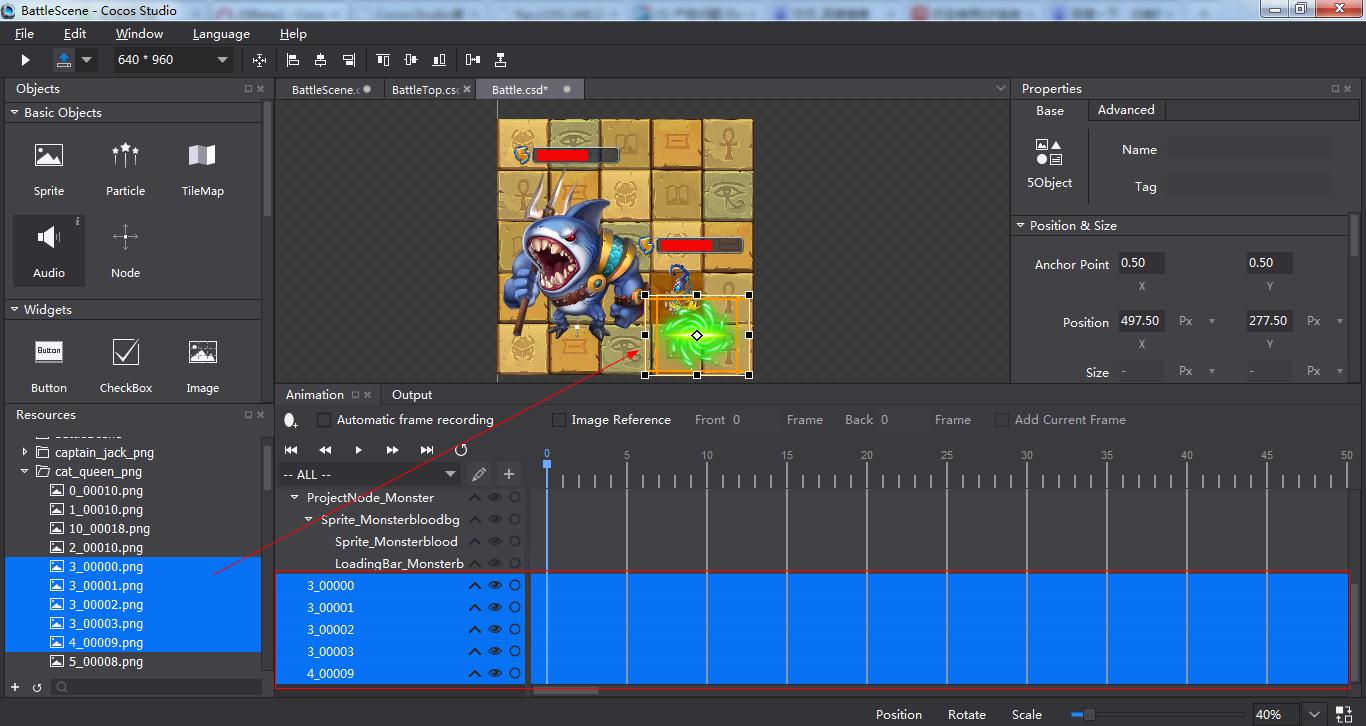 BattleScene - Cocos Studio
File Edit Window Language Help
640 * 960
Objects
Basic Objects
Sprite Particle TileMap
Audio Node
Widgets
Button
Button CheckBox Image
Resources
captain_jack_png
cat_queen_png
0_00010.png
1_00010.png
10_00018.png
2_00010.png
3_00000.png
3_00001.png
3_00002.png
3_00003.png
4_00009.png
5_00008.png
BattleScene. BattleTop.csd Battle.csd*
Properties
Base Advanced
5Object
Name
Tag
Position & Size
Anchor Point 0.50 0.50
X Y
Position 497.50 Px 277.50 Px
X Y
Size - Px - Px
Animation Output
Automatic frame recording Image Reference Front 0 Frame Back 0 Frame Add Current Frame
0 5 10 15 20 25 30 35 40 45 50
-- ALL --
ProjectNode_Monster
Sprite_Monsterbloodbg
Sprite_Monsterblood
LoadingBar_Monsterb
3_00000
3_00001
3_00002
3_00003
4_00009
Position Rotate Scale 40%